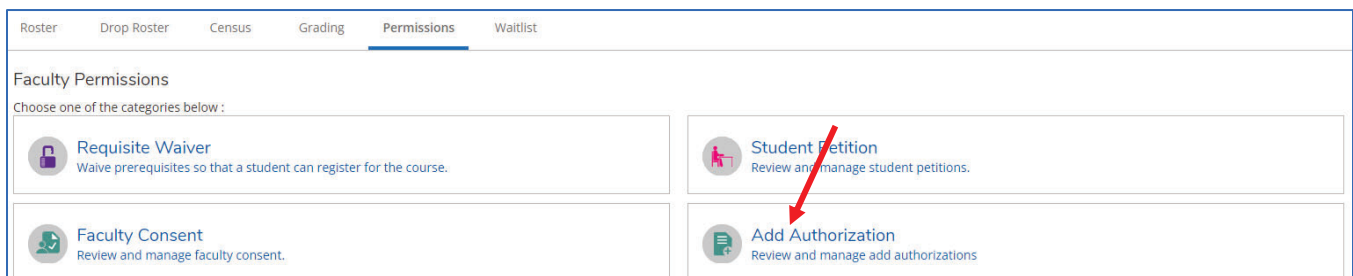 Roster Drop Roster Census Grading Permissions Waitlist
Faculty Permissions
Choose one of the categories below :
Requisite Waiver
Waive prerequisites so that a student can register for the course.
Student Petition
Review and manage student petitions.
Faculty Consent
Review and manage faculty consent.
Add Authorization
Review and manage add authorizations